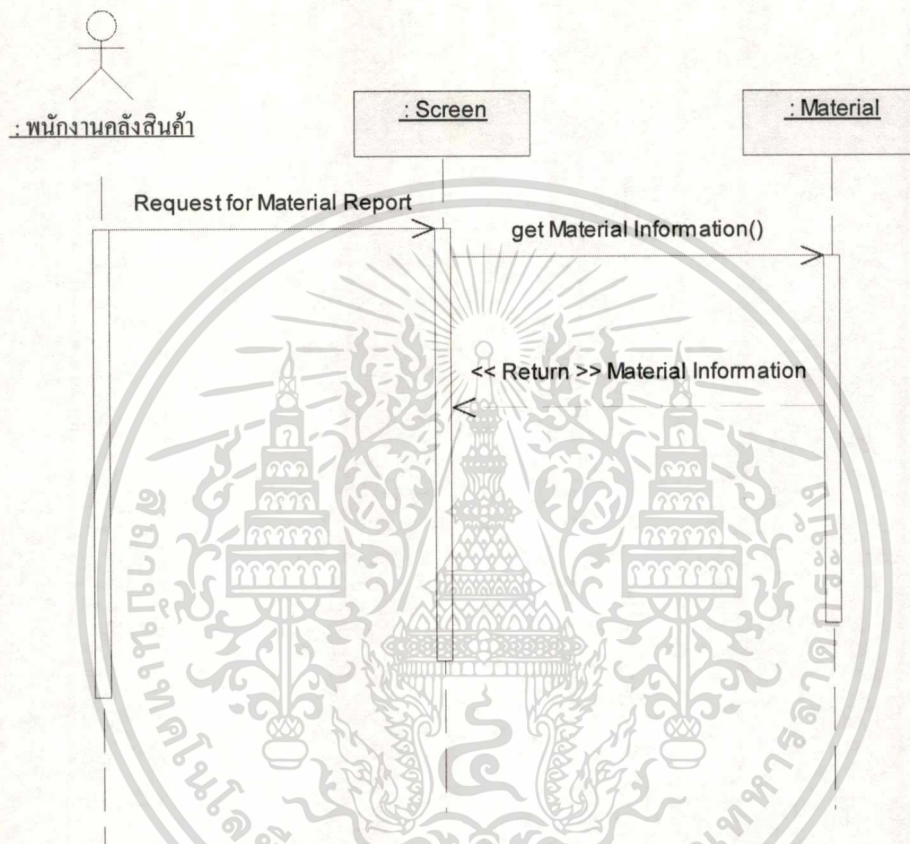 : พนักงานคลังสินค้า
: Screen
: Material
Request for Material Report
get Material Information()
<< Return >> Material Information